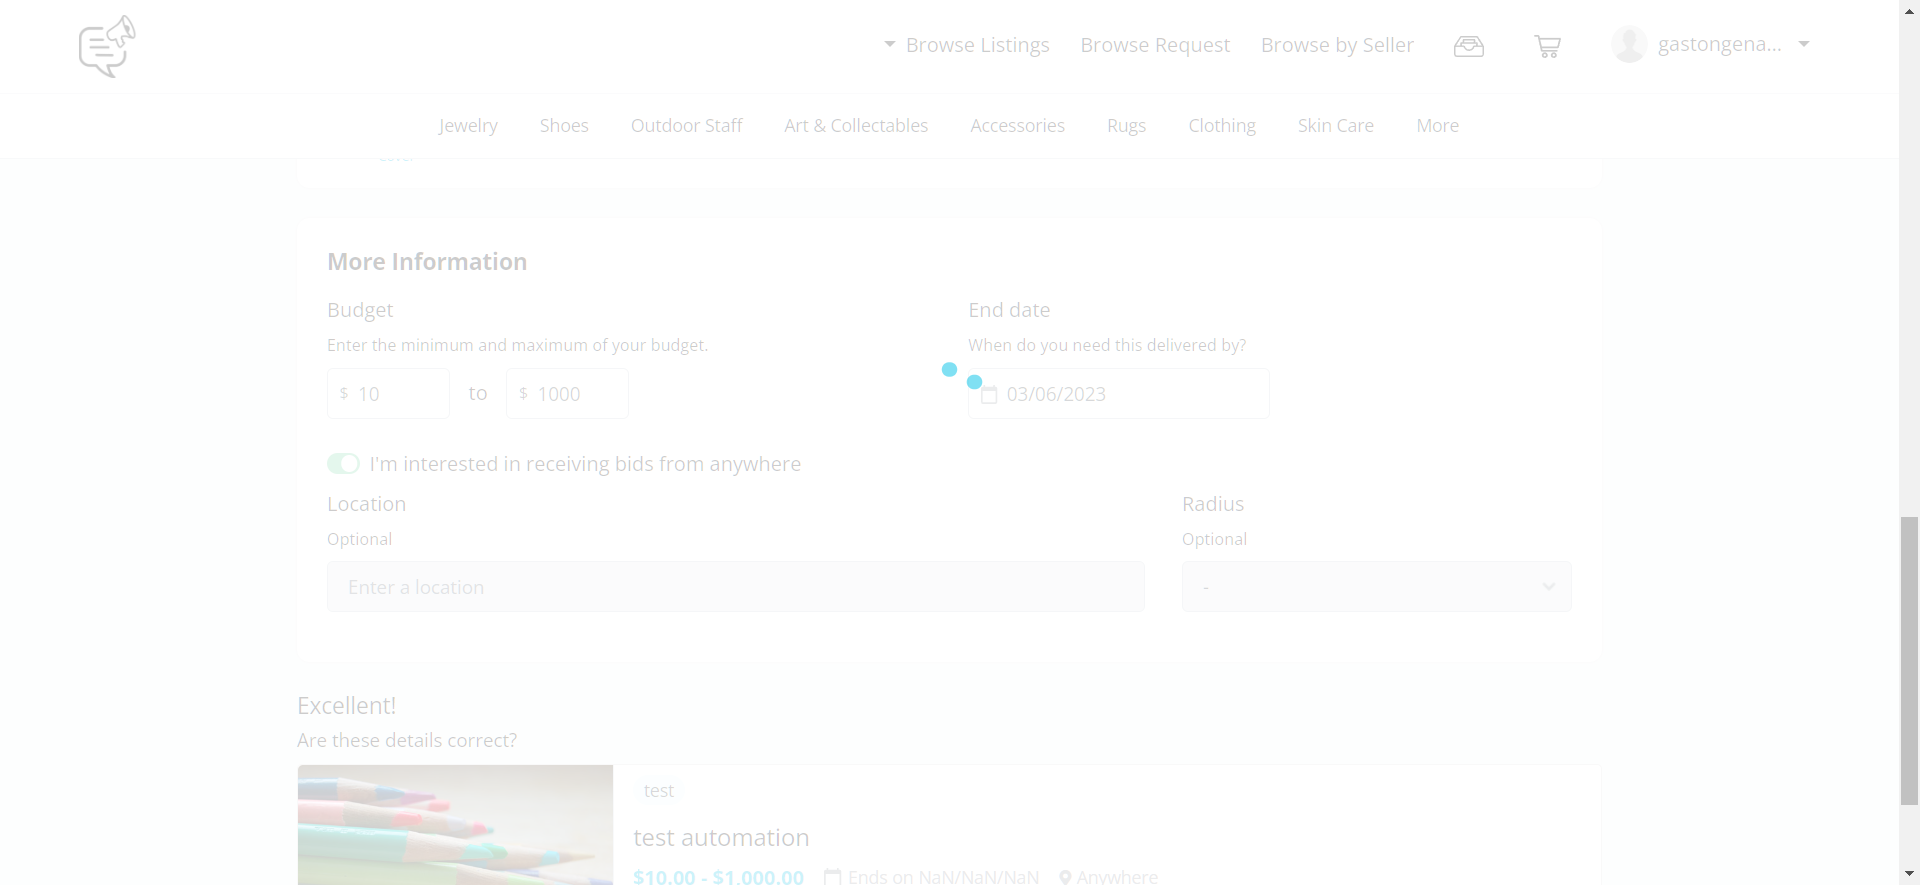 Browse Listings
Browse Request
Browse by Seller
gastongena...
Jewelry
Shoes
Outdoor Staff
Art & Collectables
Accessories
Rugs
Clothing
Skin Care
More
More Information
Budget
Enter the minimum and maximum of your budget.
$ 10
to
$ 1000
End date
When do you need this delivered by?
03/06/2023
I'm interested in receiving bids from anywhere
Location
Optional
Enter a location
Radius
Optional
-
Excellent!
Are these details correct?
test
test automation
$10.00 - $1,000.00
Ends on NaN/NaN/NaN
Anywhere